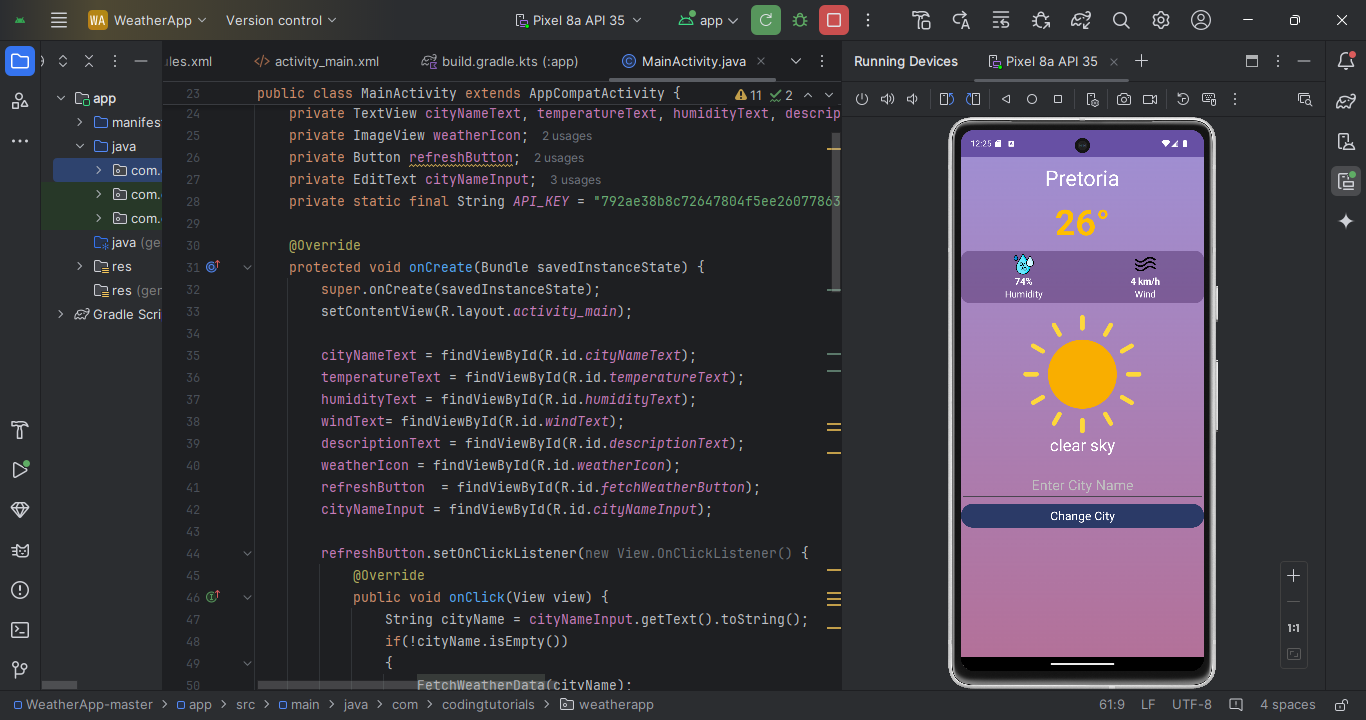 WA WeatherApp Version control Pixel 8a API 35 app
les.xml activity_main.xml build.gradle.kts (:app) MainActivity.java
Running Devices Pixel 8a API 35
app
manifes
java
com.
com.
com.
java (ge
res
res (ger
Gradle Scri
23 public class MainActivity extends AppCompatActivity { 11 2
24 private TextView cityNameText, temperatureText, humidityText, descrip
25 private ImageView weatherIcon; 2 usages
26 private Button refreshButton; 2 usages
27 private EditText cityNameInput; 3 usages
28 private static final String API_KEY = "792ae38b8c72647804f5ee26077863
29
30 @Override
31 protected void onCreate(Bundle savedInstanceState) {
32 super.onCreate(savedInstanceState);
33 setContentView(R.layout.activity_main);
34
35 cityNameText = findViewById(R.id.cityNameText);
36 temperatureText = findViewById(R.id.temperatureText);
37 humidityText = findViewById(R.id.humidityText);
38 windText= findViewById(R.id.windText);
39 descriptionText = findViewById(R.id.descriptionText);
40 weatherIcon = findViewById(R.id.weatherIcon);
41 refreshButton  = findViewById(R.id.fetchWeatherButton);
42 cityNameInput = findViewById(R.id.cityNameInput);
43
44 refreshButton.setOnClickListener(new View.OnClickListener() {
45 @Override
46 public void onClick(View view) {
47 String cityName = cityNameInput.getText().toString();
48 if(!cityName.isEmpty())
49 {
50 FetchWeatherData(cityName);
12:25
Pretoria
26°
74% 4 km/h
Humidity Wind
clear sky
Enter City Name
Change City
1:1
WeatherApp-master app src main java com codingtutorials weatherapp 61:9 LF UTF-8 4 spaces